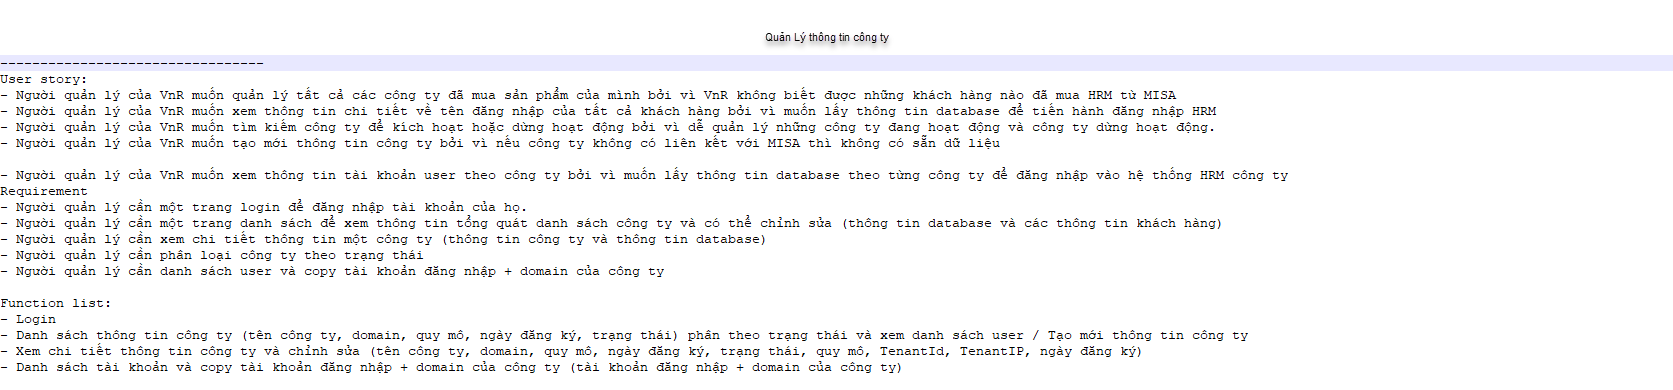 Quản Lý thông tin công ty
---------------------------------
User story:
- Người quản lý của VnR muốn quản lý tất cả các công ty đã mua sản phẩm của mình bởi vì VnR không biết được những khách hàng nào đã mua HRM từ MISA
- Người quản lý của VnR muốn xem thông tin chi tiết về tên đăng nhập của tất cả khách hàng bởi vì muốn lấy thông tin database để tiến hành đăng nhập HRM
- Người quản lý của VnR muốn tìm kiếm công ty để kích hoạt hoặc dừng hoạt động bởi vì dễ quản lý những công ty đang hoạt động và công ty dừng hoạt động.
- Người quản lý của VnR muốn tạo mới thông tin công ty bởi vì nếu công ty không có liên kết với MISA thì không có sẵn dữ liệu
- Người quản lý của VnR muốn xem thông tin tài khoản user theo công ty bởi vì muốn lấy thông tin database theo từng công ty để đăng nhập vào hệ thống HRM công ty
Requirement
- Người quản lý cần một trang login để đăng nhập tài khoản của họ.
- Người quản lý cần một trang danh sách để xem thông tin tổng quát danh sách công ty và có thể chỉnh sửa (thông tin database và các thông tin khách hàng)
- Người quản lý cần xem chi tiết thông tin một công ty (thông tin công ty và thông tin database)
- Người quản lý cần phân loại công ty theo trạng thái
- Người quản lý cần danh sách user và copy tài khoản đăng nhập + domain của công ty
Function list:
- Login
- Danh sách thông tin công ty (tên công ty, domain, quy mô, ngày đăng ký, trạng thái) phân theo trạng thái và xem danh sách user / Tạo mới thông tin công ty
- Xem chi tiết thông tin công ty và chỉnh sửa (tên công ty, domain, quy mô, ngày đăng ký, trạng thái, quy mô, TenantId, TenantIP, ngày đăng ký)
- Danh sách tài khoản và copy tài khoản đăng nhập + domain của công ty (tài khoản đăng nhập + domain của công ty)